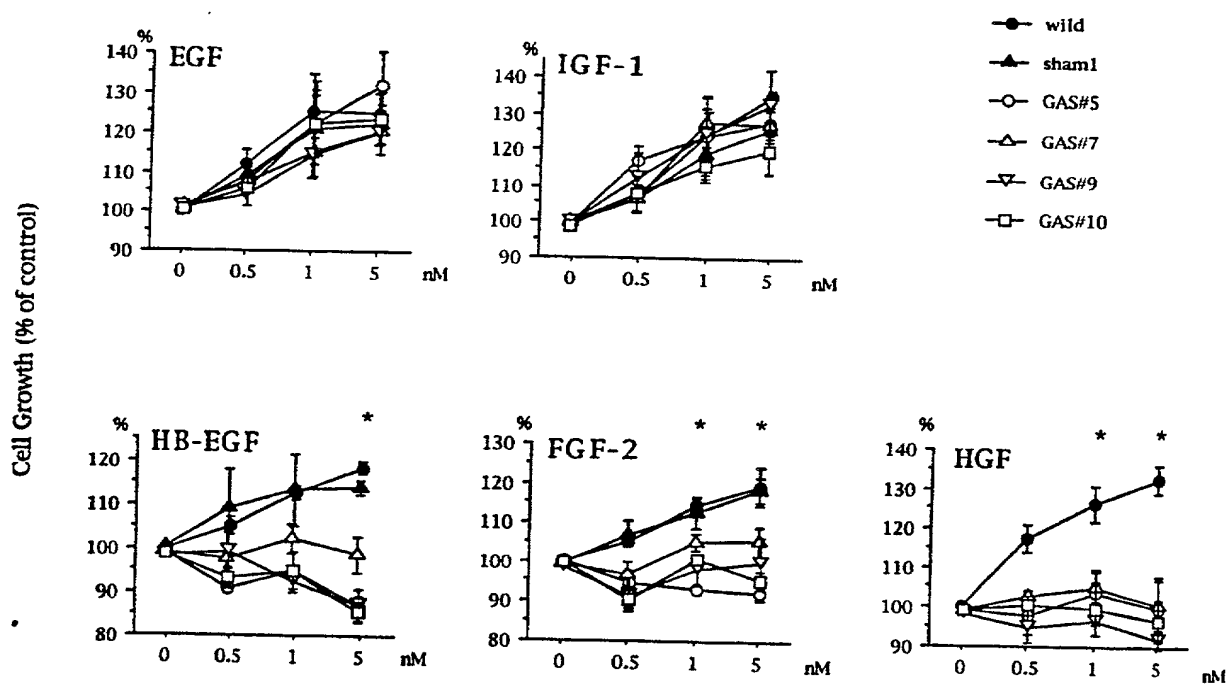 Cell Growth (% of control)
%
EGF
140
130
120
110
100
90
0 0.5 1 5 nM
%
IGF-1
140
130
120
110
100
90
0 0.5 1 5 nM
wild
sham1
GAS#5
GAS#7
GAS#9
GAS#10
%
HB-EGF
*
120
110
100
90
80
0 0.5 1 5 nM
%
FGF-2
* *
130
120
110
100
90
80
0 0.5 1 5 nM
%
HGF
* *
140
130
120
110
100
90
0 0.5 1 5 nM